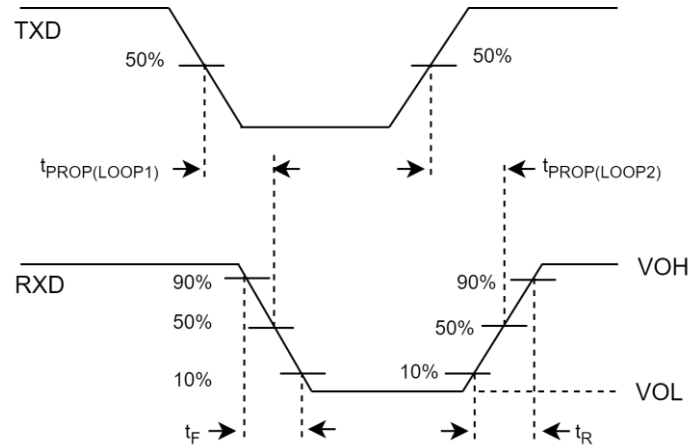 TXD
50%
50%
tPROP(LOOP1)
tPROP(LOOP2)
RXD
VOH
90%
90%
50%
50%
10%
10%
VOL
tF
tR